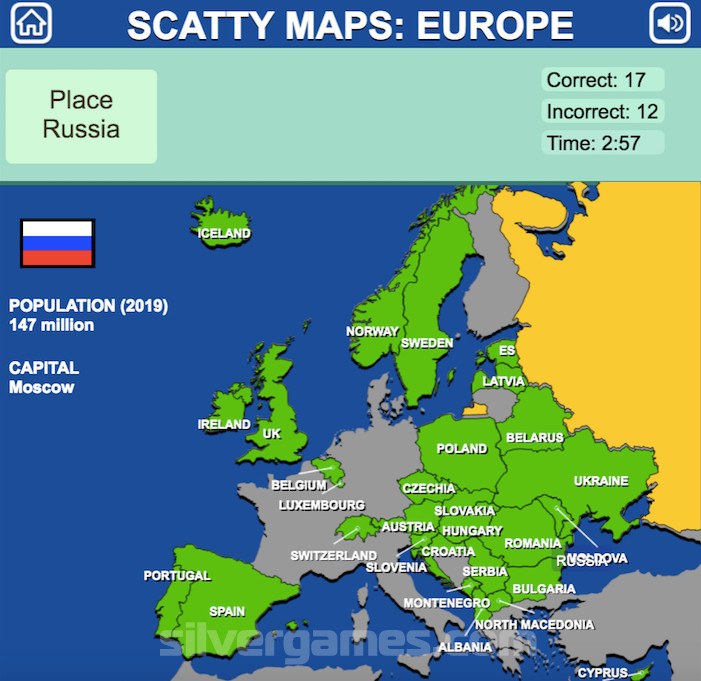 SCATTY MAPS: EUROPE
Place
Russia
Correct: 17
Incorrect: 12
Time: 2:57
POPULATION (2019)
147 million
CAPITAL
Moscow
ICELAND
NORWAY
SWEDEN
ES
LATVIA
IRELAND
UK
POLAND
BELARUS
BELGIUM
LUXEMBOURG
CZECHIA
UKRAINE
SLOVAKIA
AUSTRIA
HUNGARY
SWITZERLAND
SLOVENIA
CROATIA
ROMANIA
MOLDOVA
RUSSIA
PORTUGAL
SPAIN
SERBIA
BULGARIA
MONTENEGRO
NORTH MACEDONIA
ALBANIA
CYPRUS
silvergames.com